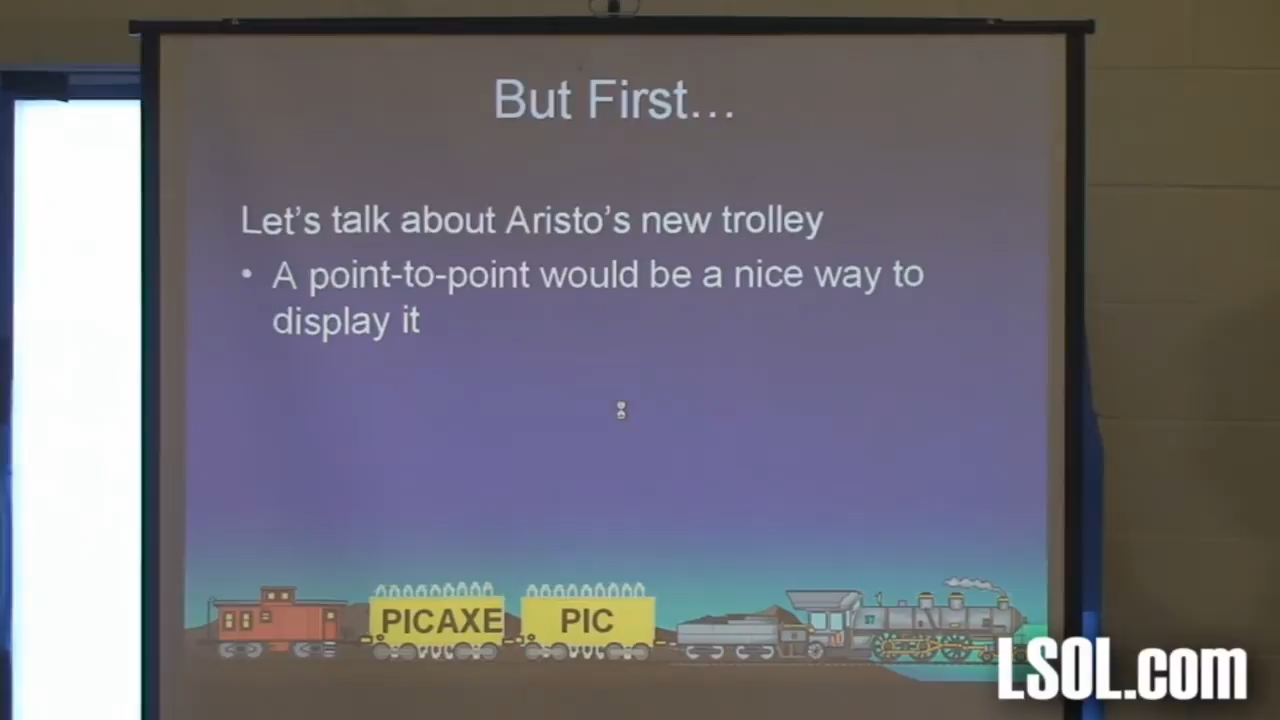 But First...
Let's talk about Aristo's new trolley
• A point-to-point would be a nice way to
display it
PICAXE PIC
LSOL.com